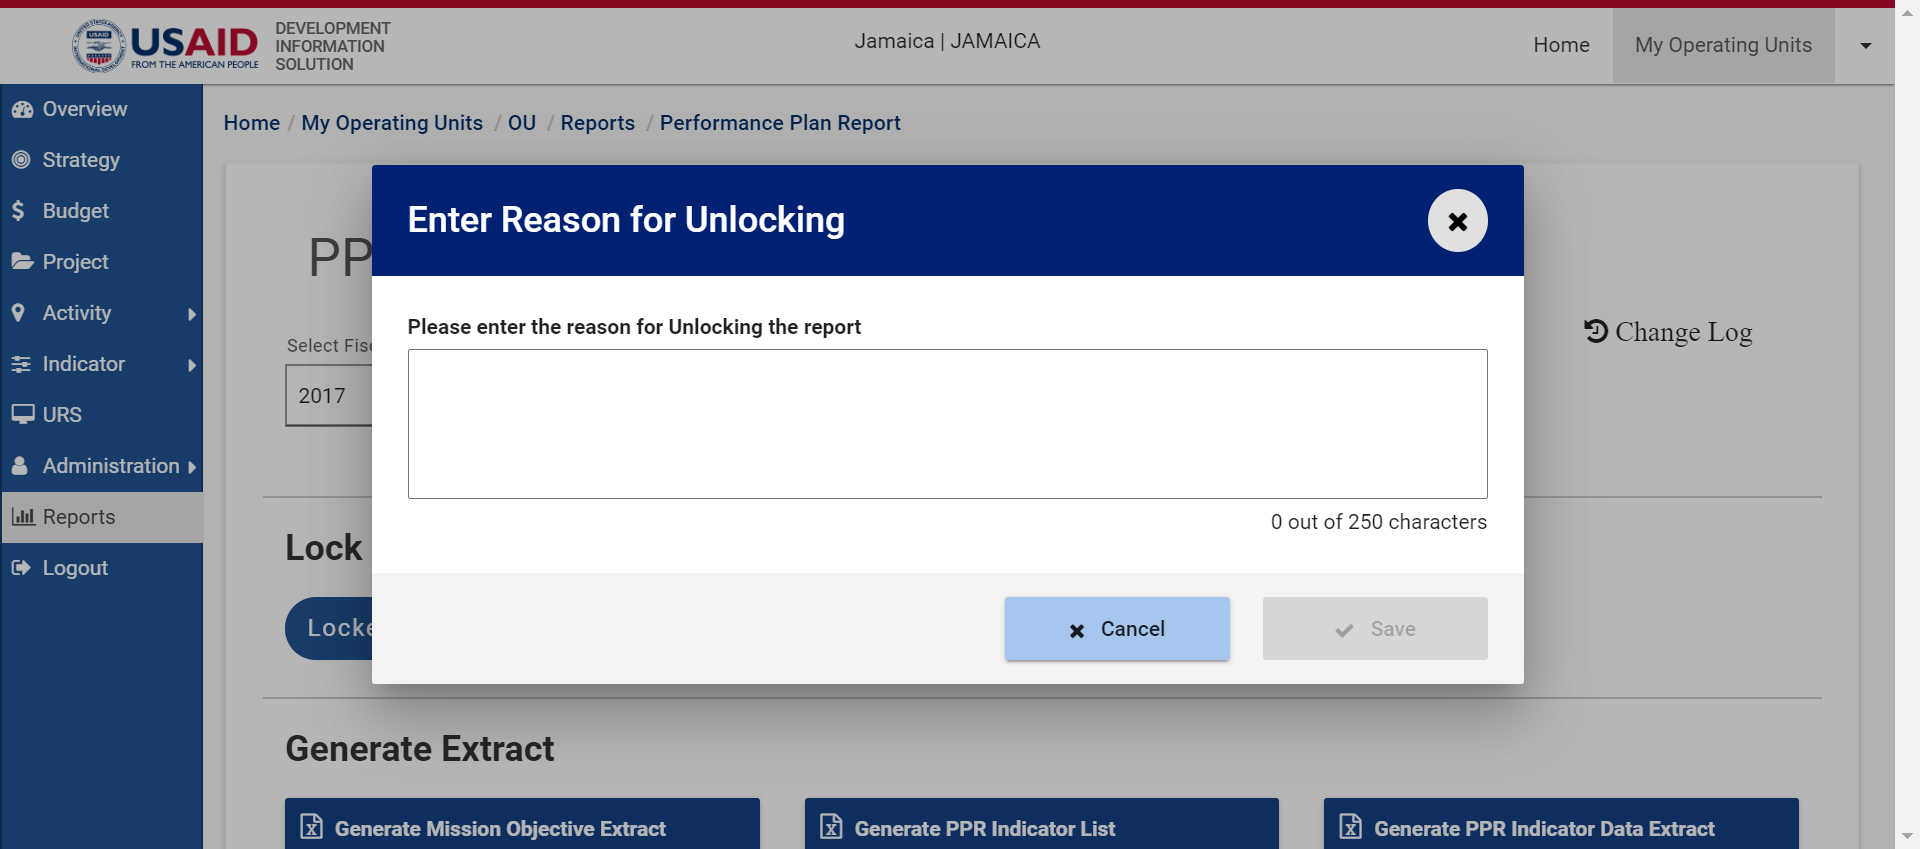 USAID
FROM THE AMERICAN PEOPLE
DEVELOPMENT
INFORMATION
SOLUTION
Jamaica | JAMAICA
Home
My Operating Units
Overview
Strategy
Budget
Project
Activity
Indicator
URS
Administration
Reports
Logout
Home / My Operating Units / OU / Reports / Performance Plan Report
PP
Enter Reason for Unlocking
Please enter the reason for Unlocking the report
0 out of 250 characters
Cancel
Save
Select Fisc
2017
Change Log
Lock
Locke
Generate Extract
Generate Mission Objective Extract
Generate PPR Indicator List
Generate PPR Indicator Data Extract